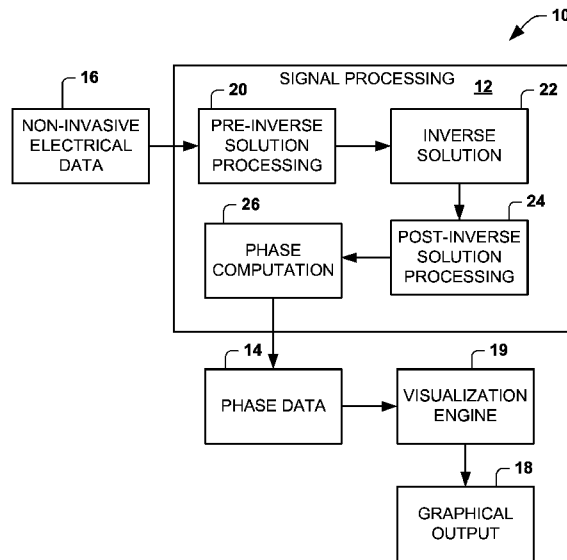 10
16
NON-INVASIVE
ELECTRICAL
DATA
SIGNAL PROCESSING
12
20
PRE-INVERSE
SOLUTION
PROCESSING
22
INVERSE
SOLUTION
26
PHASE
COMPUTATION
24
POST-INVERSE
SOLUTION
PROCESSING
14
PHASE DATA
19
VISUALIZATION
ENGINE
18
GRAPHICAL
OUTPUT